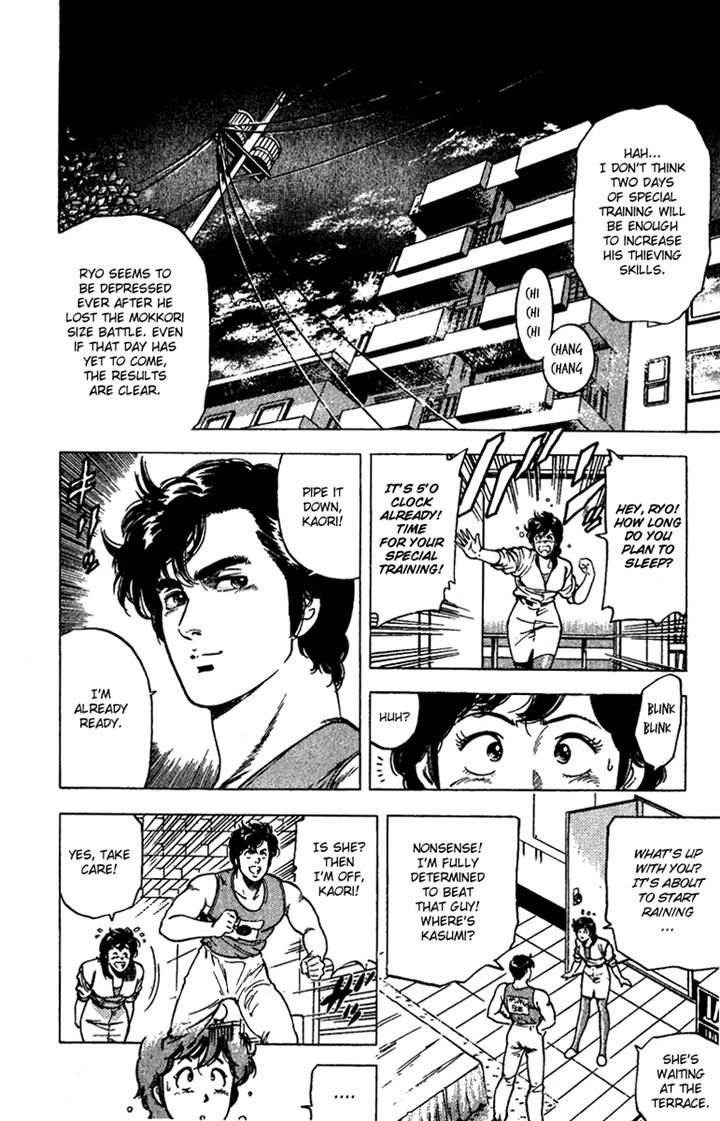 HAH...
I DON'T THINK
TWO DAYS
OF SPECIAL
TRAINING WILL
BE ENOUGH
TO INCREASE
HIS THIEVING
SKILLS.
RYO SEEMS TO
BE DEPRESSED
EVER AFTER HE
LOST THE MOKKORI
SIZE BATTLE. EVEN
IF THAT DAY HAS
YET TO COME,
THE RESULTS
ARE CLEAR.
CHI
CHI
CHI
CHANG
CHANG
HEY, RYO!
HOW LONG
DO YOU
PLAN TO
SLEEP?
IT'S 5'O
CLOCK
ALREADY!
TIME
FOR YOUR
SPECIAL
TRAINING!
PIPE IT
DOWN,
KAORI!
キリッ
I'M
ALREADY
READY.
BLINK
BLINK
HUH?
WHAT'S UP
WITH YOU?
IT'S ABOUT
TO START
RAINING
...
NONSENSE!
I'M FULLY
DETERMINED
TO BEAT
THAT GUY!
WHERE'S
KASUMI?
SHE'S
WAITING
AT THE
TERRACE.
IS SHE?
THEN
I'M OFF,
KAORI!
YES, TAKE
CARE!
....